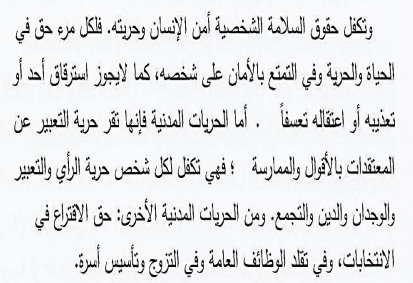 وتكفل حقوق السلامة الشخصية أمن الإنسان وحريته. فلكل مرء حق في
الحياة والحرية وفي التمتع بالأمان على شخصه، كما لايجوز استرقاق أحد أو
تعذيبه أو اعتقاله تعسفاً . أما الحريات المدنية فإنها تقر حرية التعبير عن
المعتقدات بالأقوال والممارسة ؛ فهي تكفل لكل شخص حرية الرأي والتعبير
والوجدان والدين والتجمع. ومن الحريات المدنية الأخرى: حق الاقتراع في
الانتخابات، وفي تقلد الوظائف العامة وفي التزوج وتأسيس أسرة.